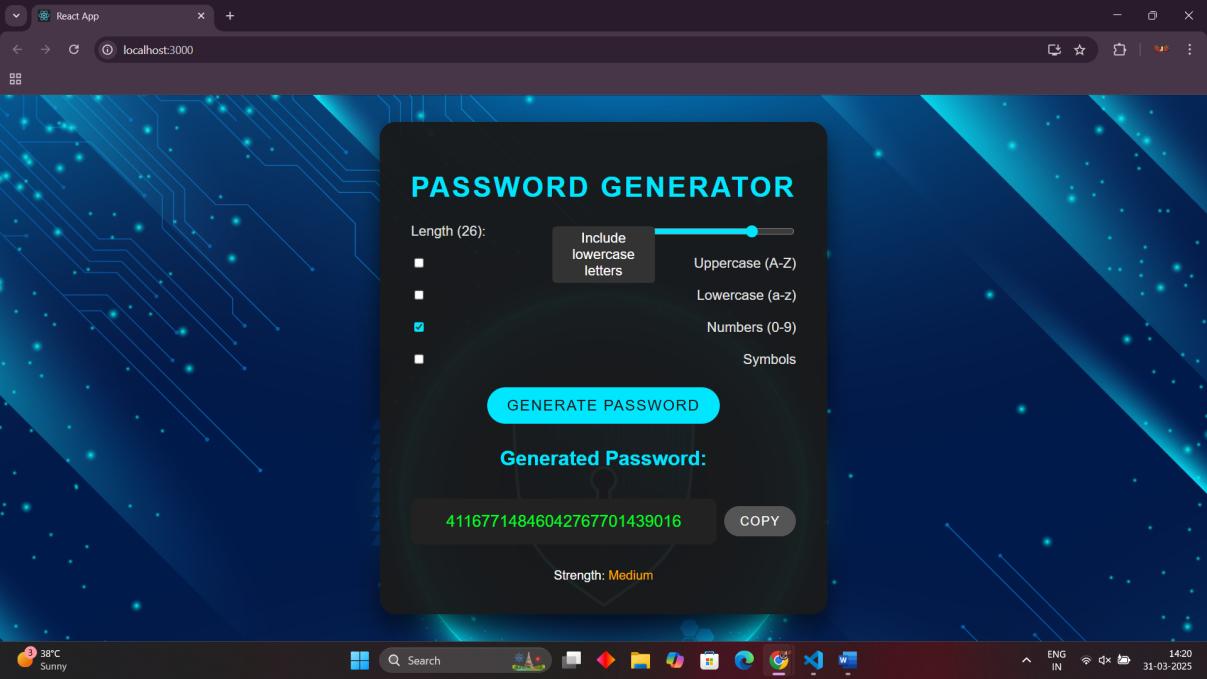 React App
localhost:3000
PASSWORD GENERATOR
Length (26):
Include
lowercase
letters
Uppercase (A-Z)
Lowercase (a-z)
Numbers (0-9)
Symbols
GENERATE PASSWORD
Generated Password:
41167714846042767701439016
COPY
Strength: Medium
3
38°C
Sunny
Search
ENG
IN
14:20
31-03-2025